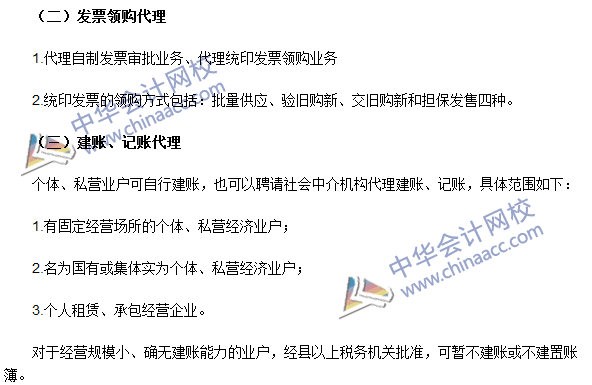 （二）发票领购代理
1.代理自制发票审批业务、代理统印发票领购业务
2.统印发票的领购方式包括：批量供应、验旧购新、交旧购新和担保发售四种。
中华会计网校
www.chinaacc.com
（三）建账、记账代理
个体、私营业户可自行建账，也可以聘请社会中介机构代理建账、记账，具体范围如下：
1.有固定经营场所的个体、私营经济业户；
中华会计网校
www.chinaacc.com
2.名为国有或集体实为个体、私营经济业户；
3.个人租赁、承包经营企业。
对于经营规模小、确无建账能力的业户，经县以上税务机关批准，可暂不建账或不建置账
簿。